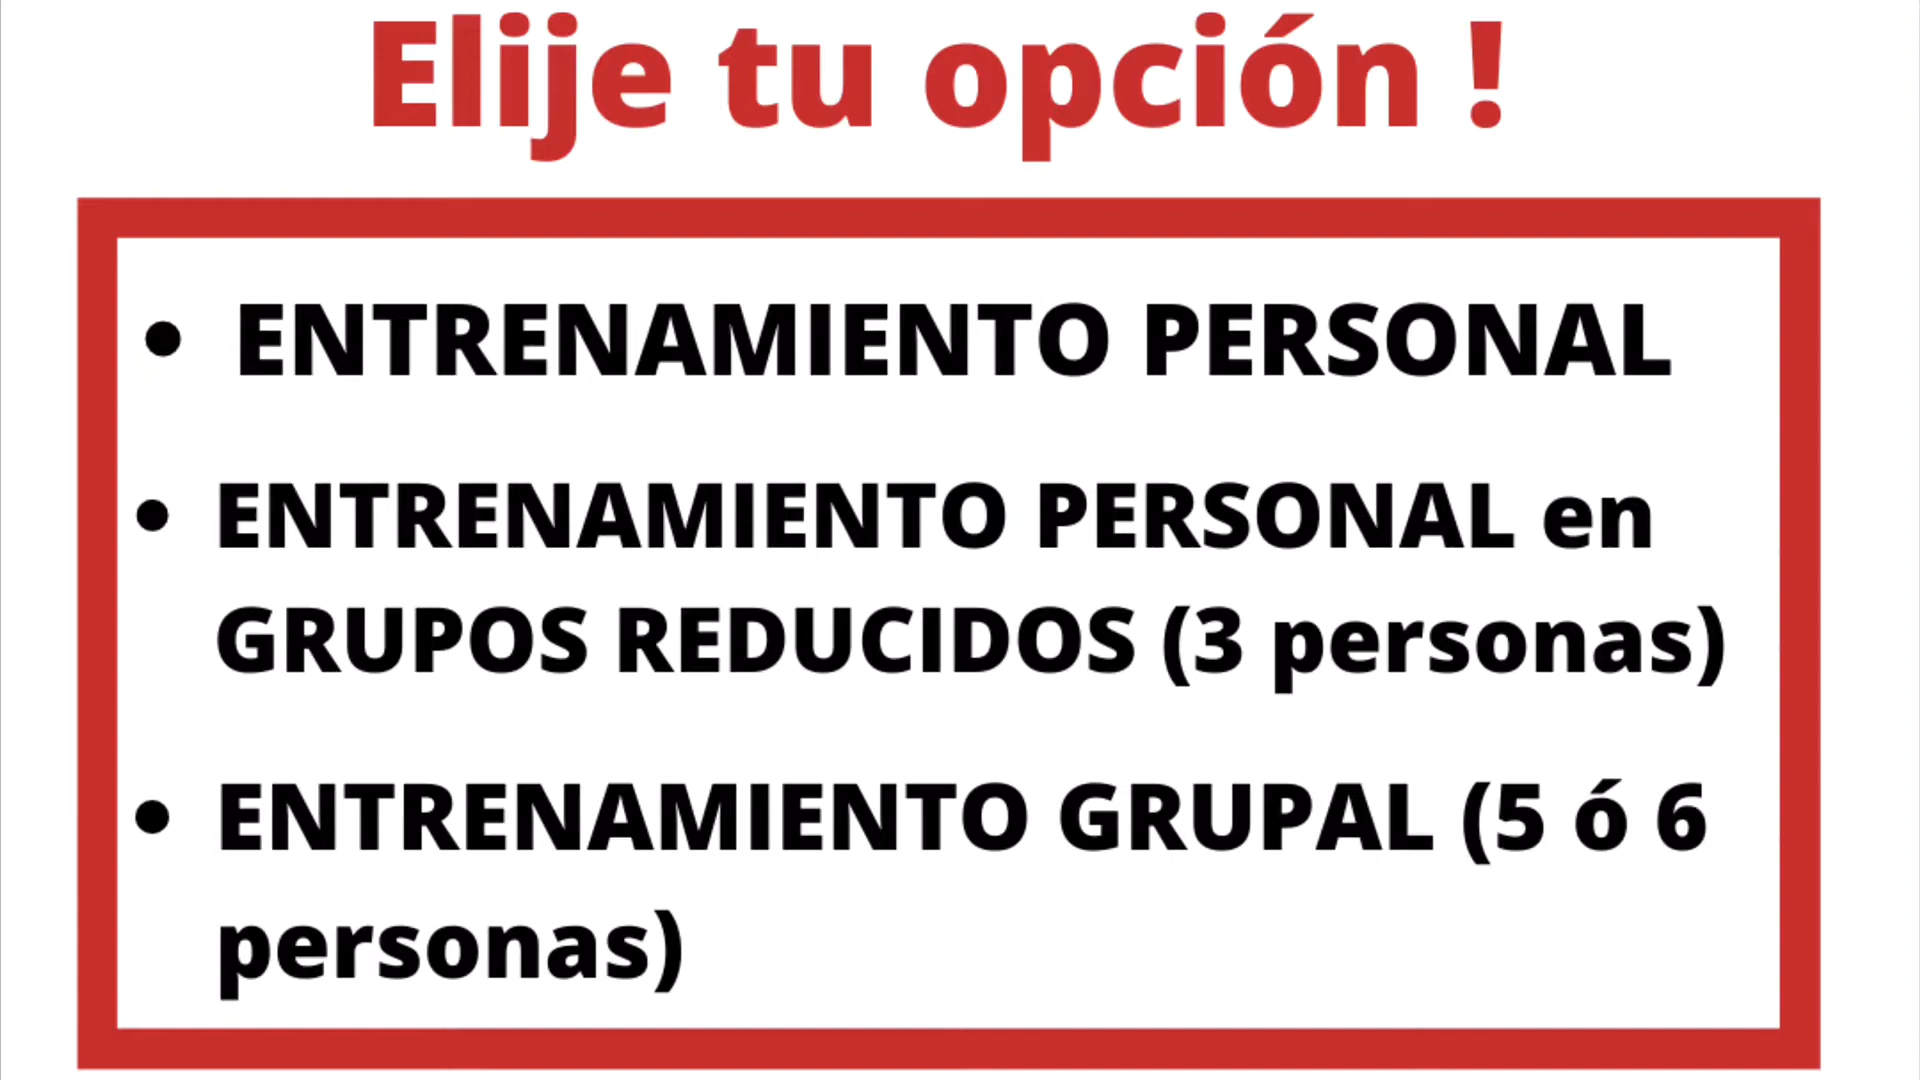 Elije tu opción !
• ENTRENAMIENTO PERSONAL
• ENTRENAMIENTO PERSONAL en
GRUPOS REDUCIDOS (3 personas)
• ENTRENAMIENTO GRUPAL (5 ó 6
personas)